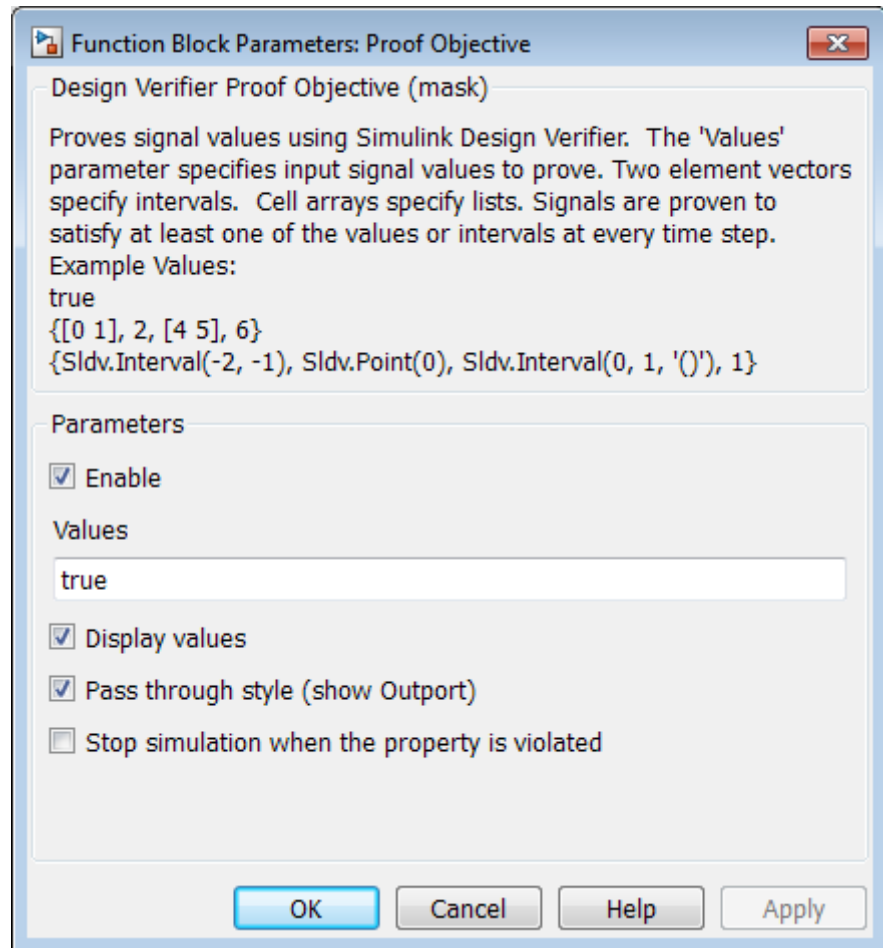 Function Block Parameters: Proof Objective
Design Verifier Proof Objective (mask)
Proves signal values using Simulink Design Verifier.  The 'Values'
parameter specifies input signal values to prove. Two element vectors
specify intervals.  Cell arrays specify lists. Signals are proven to
satisfy at least one of the values or intervals at every time step.
Example Values:
true
{[0 1], 2, [4 5], 6}
{Sldv.Interval(-2, -1), Sldv.Point(0), Sldv.Interval(0, 1, '()'), 1}
Parameters
Enable
Values
true
Display values
Pass through style (show Outport)
Stop simulation when the property is violated
OK Cancel Help Apply